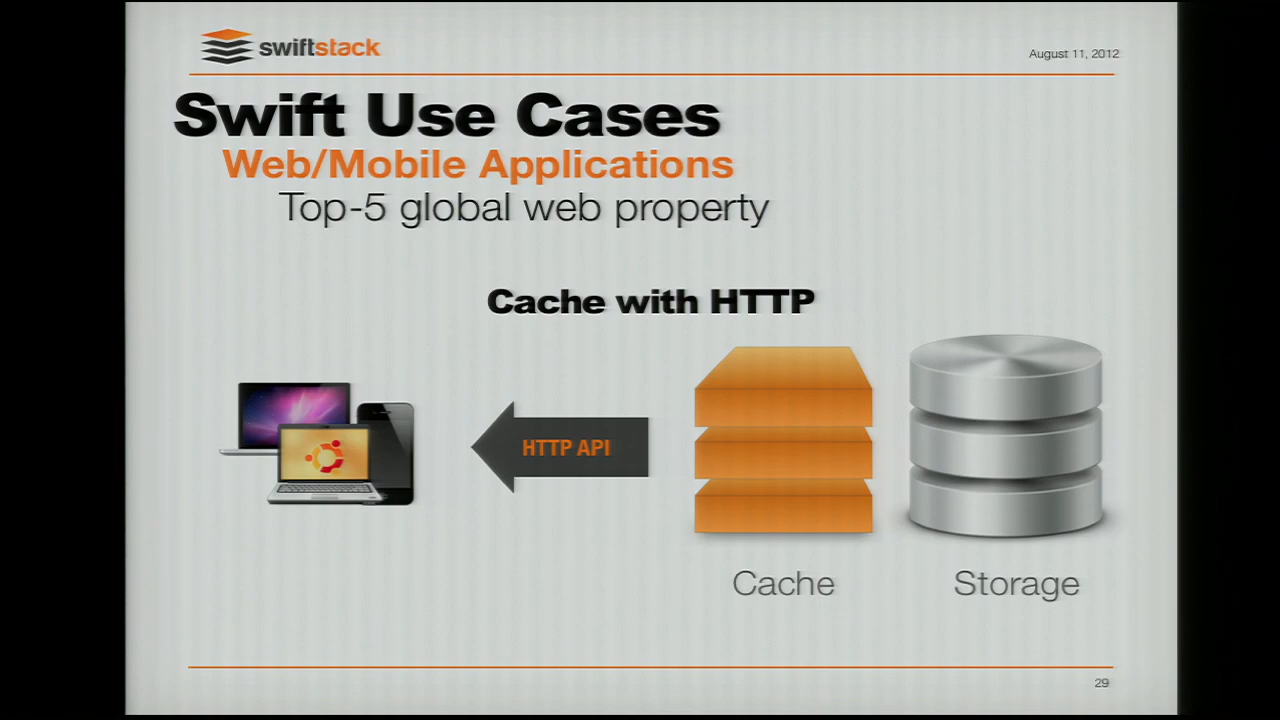 swiftstack
August 11, 2012
Swift Use Cases
Web/Mobile Applications
Top-5 global web property
Cache with HTTP
HTTP API
Cache
Storage
29